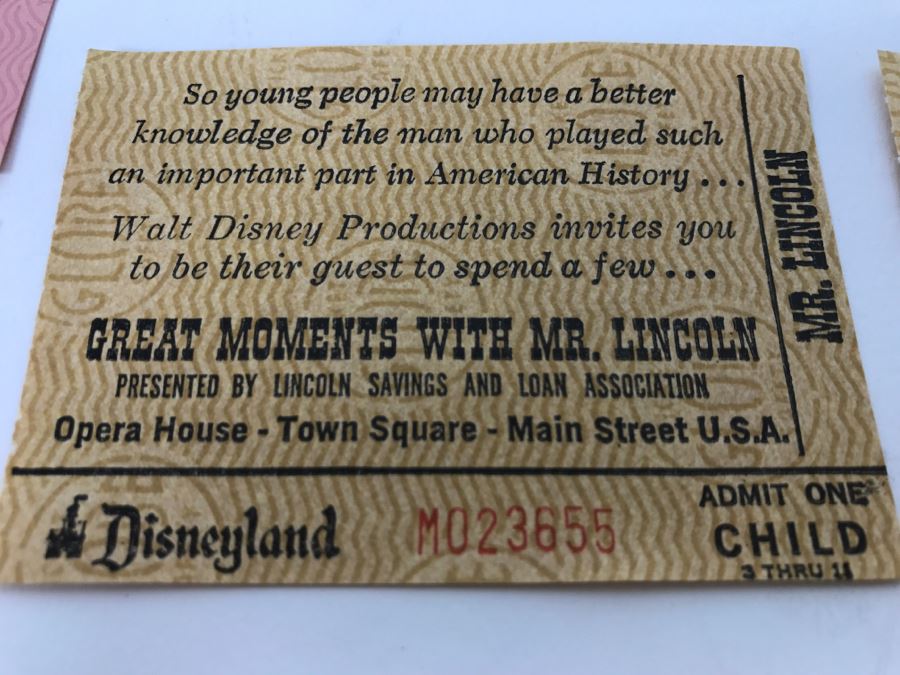 So young people may have a better
knowledge of the man who played such
an important part in American History...
Walt Disney Productions invites you
to be their guest to spend a few...
GREAT MOMENTS WITH MR. LINCOLN
PRESENTED BY LINCOLN SAVINGS AND LOAN ASSOCIATION
Opera House - Town Square - Main Street U.S.A.
MR. LINCOLN
Disneyland
M023655
ADMIT ONE
CHILD
3 THRU